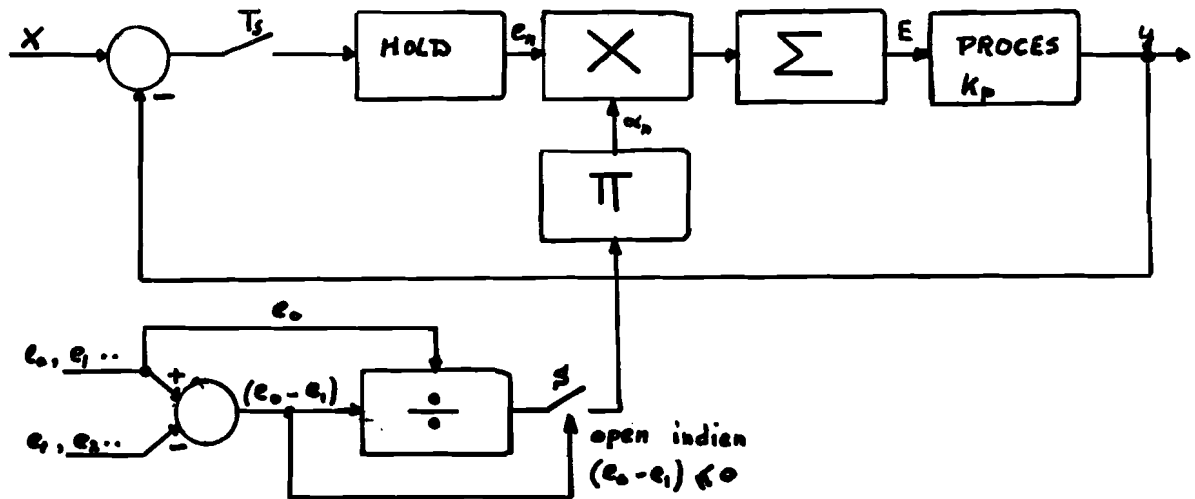 X
Tₛ
HOLD
eₙ
X
Σ
E
PROCES
Kₚ
y
-
αₙ
Π
e₀
e₀, e₁ ..
+
(e₀ - e₁)
÷
S
e₁, e₂ ..
-
open indien
(e₀ - e₁) ≮ 0